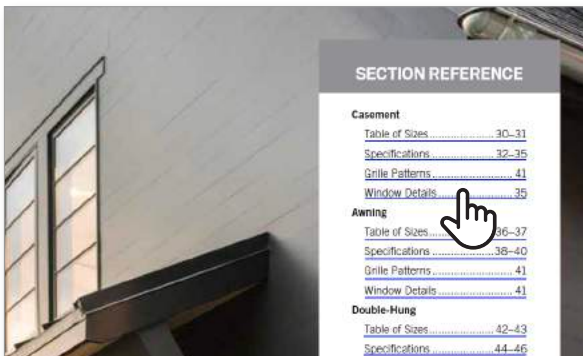 SECTION REFERENCE
Casement
Table of Sizes .................... 30–31
Specifications .................... 32–35
Grille Patterns .................... 41
Window Details .................... 35
Awning
Table of Sizes .................... 36–37
Specifications .................... 38–40
Grille Patterns .................... 41
Window Details .................... 41
Double-Hung
Table of Sizes .................... 42–43
Specifications .................... 44–46